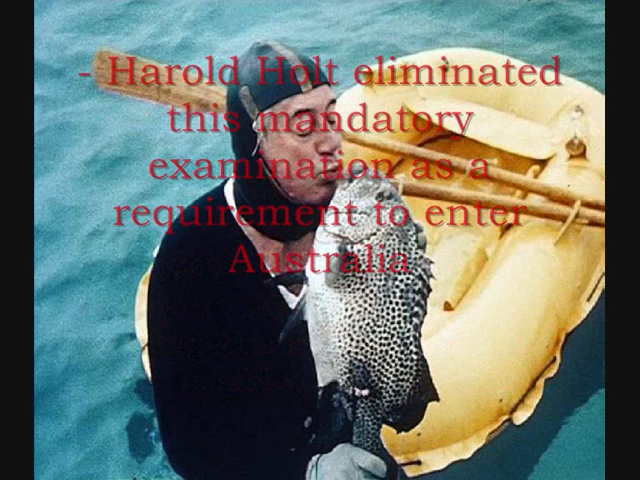 - Harold Holt eliminated
this mandatory
examination as a
requirement to enter
Australia